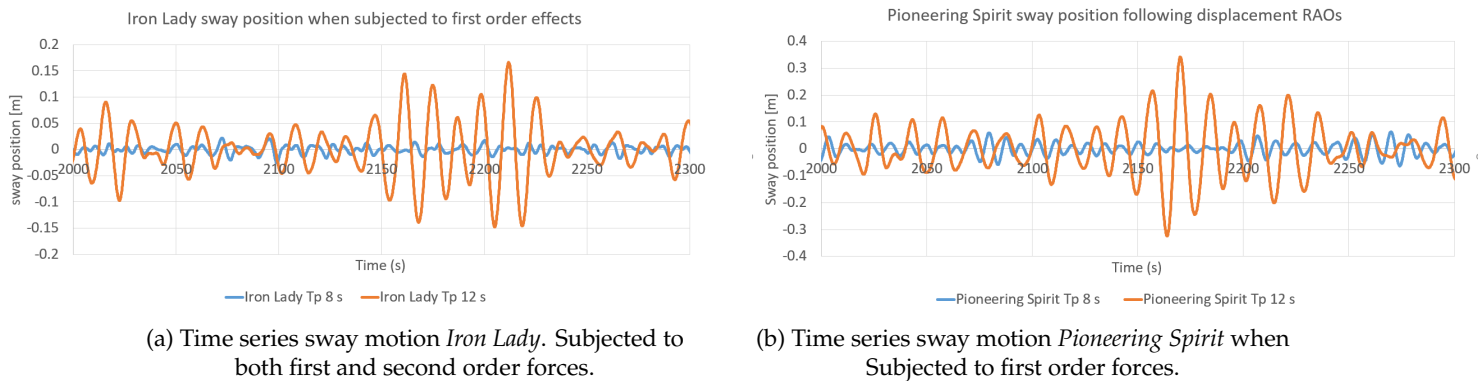 Iron Lady sway position when subjected to first order effects
sway position [m]
0.2
0.15
0.1
0.05
0
-0.05
-0.1
-0.15
-0.2
2000
2050
2100
2150
2200
2250
2300
Time (s)
Iron Lady Tp 8 s
Iron Lady Tp 12 s
(a) Time series sway motion Iron Lady. Subjected to
both first and second order forces.
Pioneering Spirit sway position following displacement RAOs
Sway position [m]
0.4
0.3
0.2
0.1
0
-0.1
-0.2
-0.3
-0.4
2000
2050
2100
2150
2200
2250
2300
Time (s)
Pioneering Spirit Tp 8 s
Pioneering Spirit Tp 12 s
(b) Time series sway motion Pioneering Spirit when
Subjected to first order forces.